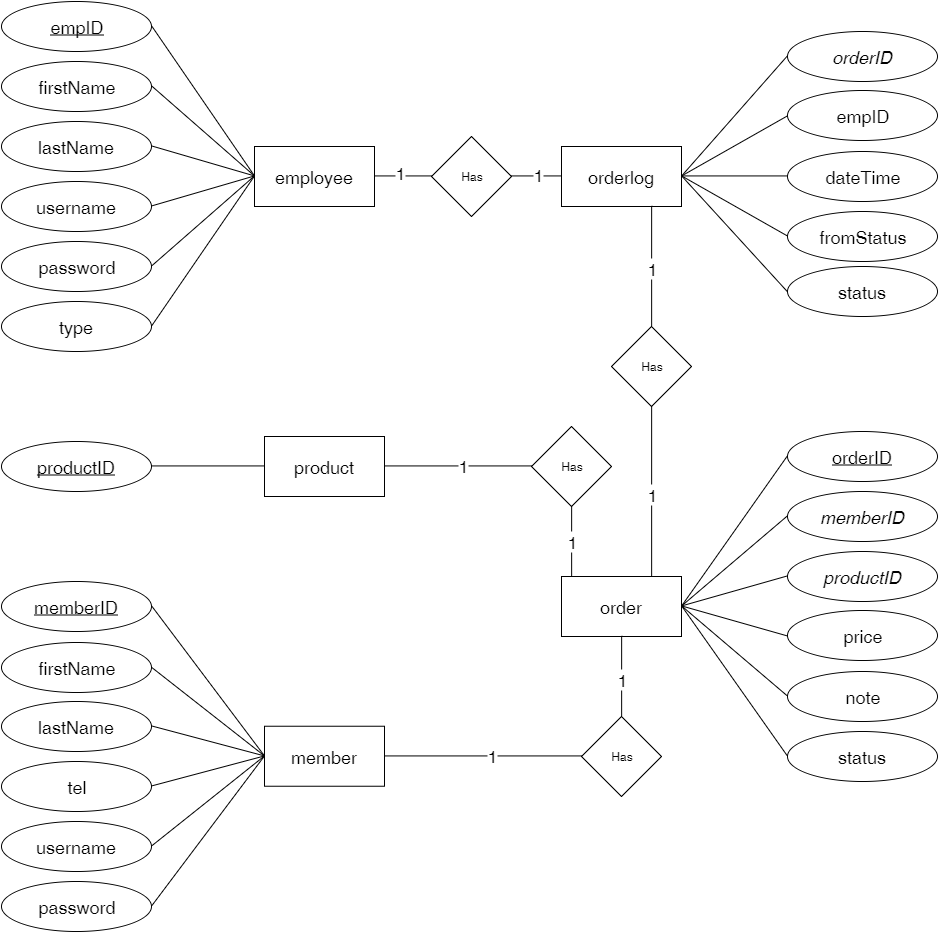 empID
firstName
lastName
username
password
type
employee
1
Has
1
orderlog
orderID
empID
dateTime
fromStatus
status
1
Has
1
productID
product
1
Has
1
order
orderID
memberID
productID
price
note
status
1
Has
1
member
memberID
firstName
lastName
tel
username
password